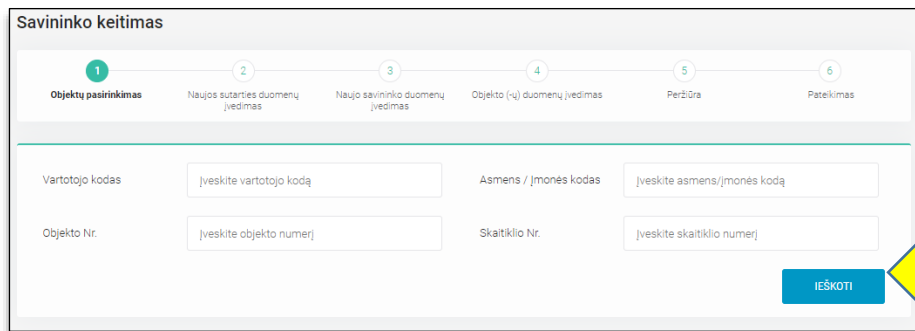 Savininko keitimas
1 2 3 4 5 6
Objektų pasirinkimas Naujos sutarties duomenų Naujo savininko duomenų Objekto (-ų) duomenų įvedimas Peržiūra Pateikimas
įvedimas įvedimas
Vartotojo kodas Įveskite vartotojo kodą Asmens / Įmonės kodas Įveskite asmens/įmonės kodą
Objekto Nr. Įveskite objekto numerį Skaitiklio Nr. Įveskite skaitiklio numerį
IEŠKOTI